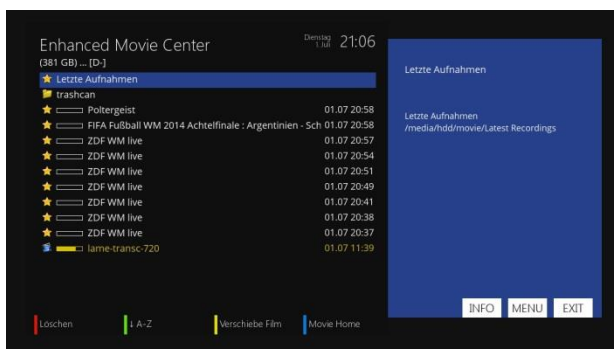 Enhanced Movie Center
Dienstag
1. Juli
21:06
(381 GB) ... [D-]
Letzte Aufnahmen
trashcan
Poltergeist 01.07 20:58
FIFA Fußball WM 2014 Achtelfinale : Argentinien - Sch 01.07 20:58
ZDF WM live 01.07 20:57
ZDF WM live 01.07 20:54
ZDF WM live 01.07 20:51
ZDF WM live 01.07 20:49
ZDF WM live 01.07 20:41
ZDF WM live 01.07 20:38
ZDF WM live 01.07 20:37
lame-transc-720 01.07 11:39
Löschen ↓ A-Z Verschiebe Film Movie Home
Letzte Aufnahmen
Letzte Aufnahmen
/media/hdd/movie/Latest Recordings
INFO MENU EXIT